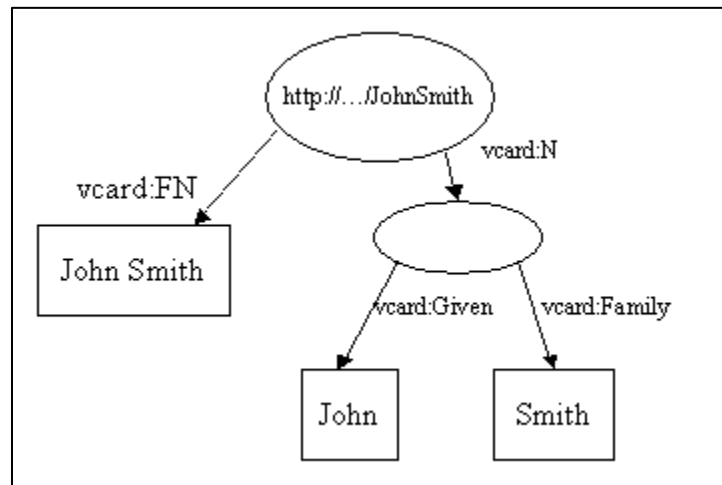 http://.../JohnSmith
vcard:N
vcard:FN
John Smith
vcard:Given
vcard:Family
John
Smith